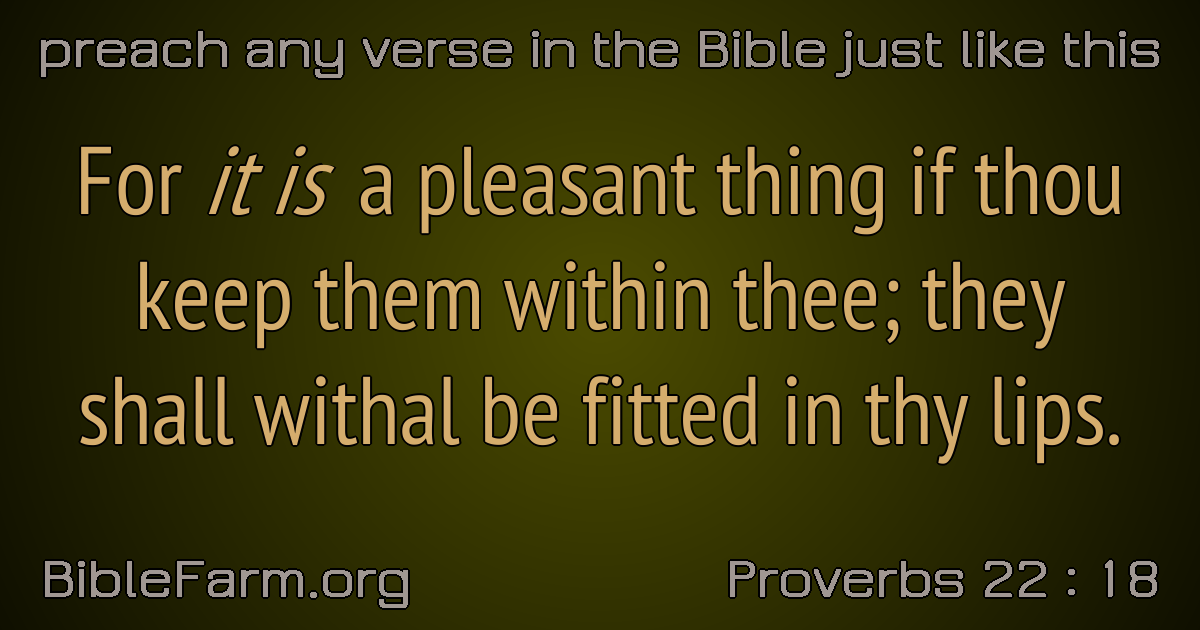 preach any verse in the Bible just like this
For it is a pleasant thing if thou
keep them within thee; they
shall withal be fitted in thy lips.
BibleFarm.org
Proverbs 22 : 18